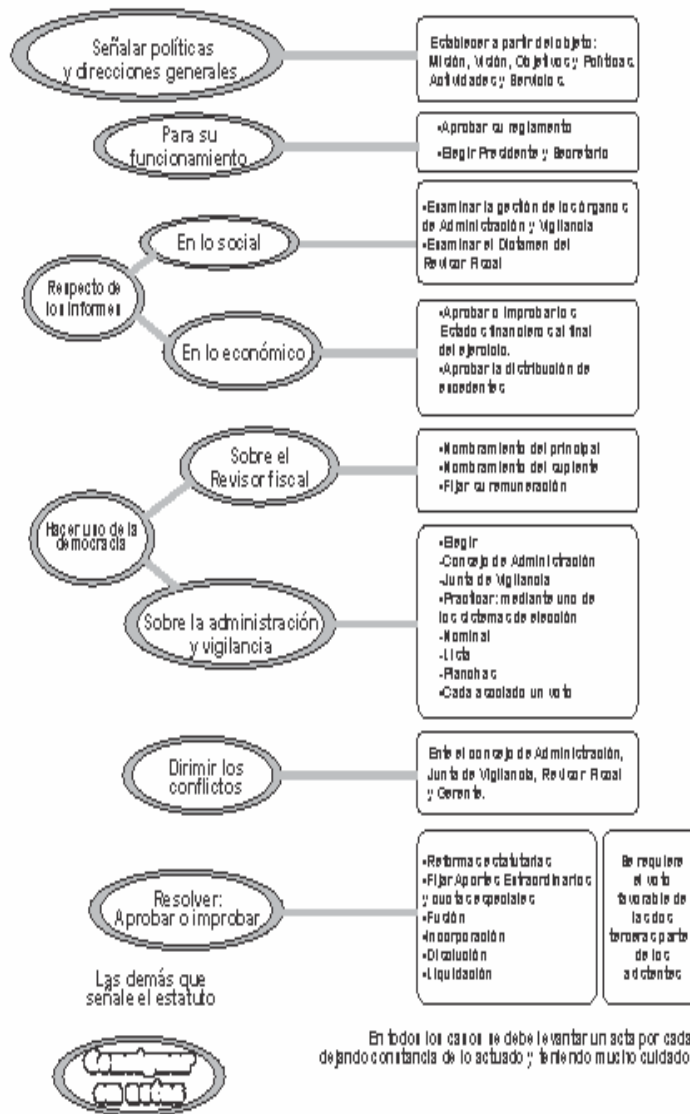 Señalar políticas
y direcciones generales
Establecer a partir del objeto:
Misión, Visión, Objetivos y Políticas
Actividades y Servicios.
Para su
funcionamiento
•Aprobar su reglamento
•Elegir Presidente y Secretario
En lo social
•Examinar la gestión de los órganos
de Administración y Vigilancia
•Examinar el Dictamen del
Revisor Fiscal
Respecto de
los informes
En lo económico
•Aprobar o improbar los
Estados financieros al final
del ejercicio.
•Aprobar la distribución de
excedentes
Sobre el
Revisor fiscal
•Nombramiento del principal
•Nombramiento del suplente
•Fijar su remuneración
Hacer uso de la
democracia
Sobre la administración
y vigilancia
•Elegir
-Concejo de Administración
-Junta de Vigilancia
•Practicar: mediante uno de
los sistemas de elección
-Nominal
-Lista
-Planchas
•Cada asociado un voto
Dirimir los
conflictos
Ente el concejo de Administración,
Junta de Vigilancia, Revisor Fiscal
y Gerente.
Resolver:
Aprobar o improbar
•Reformas estatutarias
•Fijar Aportes Extraordinarios
y cuotas especiales
•Fusión
•Incorporación
•Disolución
•Liquidación
Se requiere
el voto
favorable de
las dos
terceras parte
de los
asistentes
Las demás que
señale el estatuto
En todos los casos se debe levantar un acta por cada
dejando constancia de lo actuado y teniendo mucho cuidado